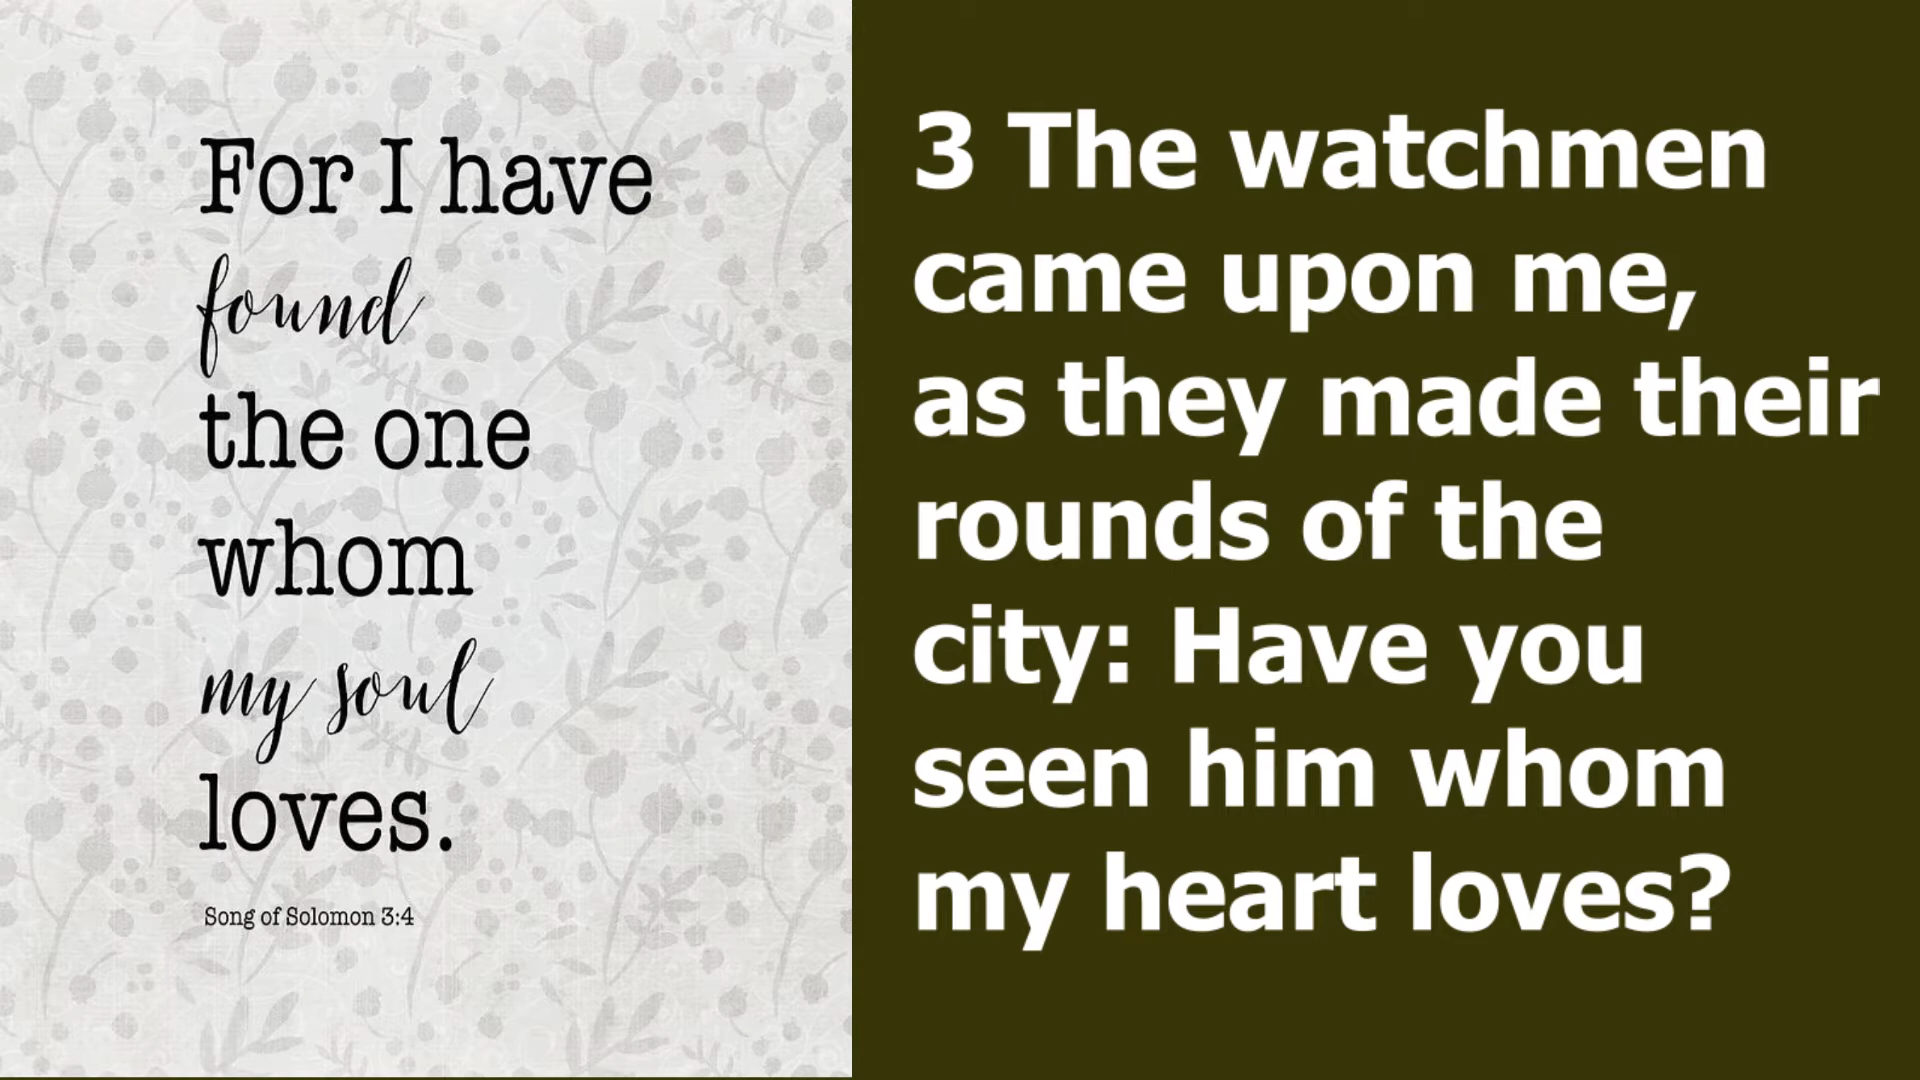 For I have
found
the one
whom
my soul
loves.
Song of Solomon 3:4
3 The watchmen
came upon me,
as they made their
rounds of the
city: Have you
seen him whom
my heart loves?